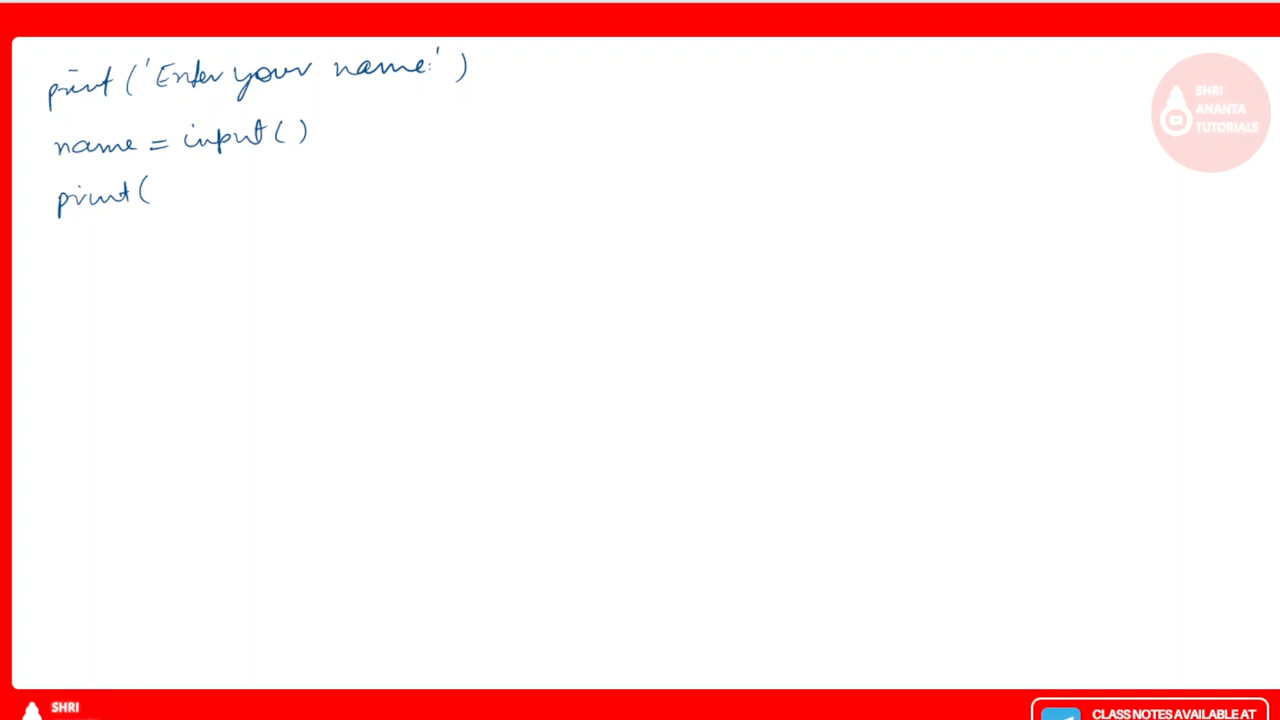 print ('Enter your name:')
name = input()
print(
SHRI
ANANTA
TUTORIALS
SHRI
CLASS NOTES AVAILABLE AT